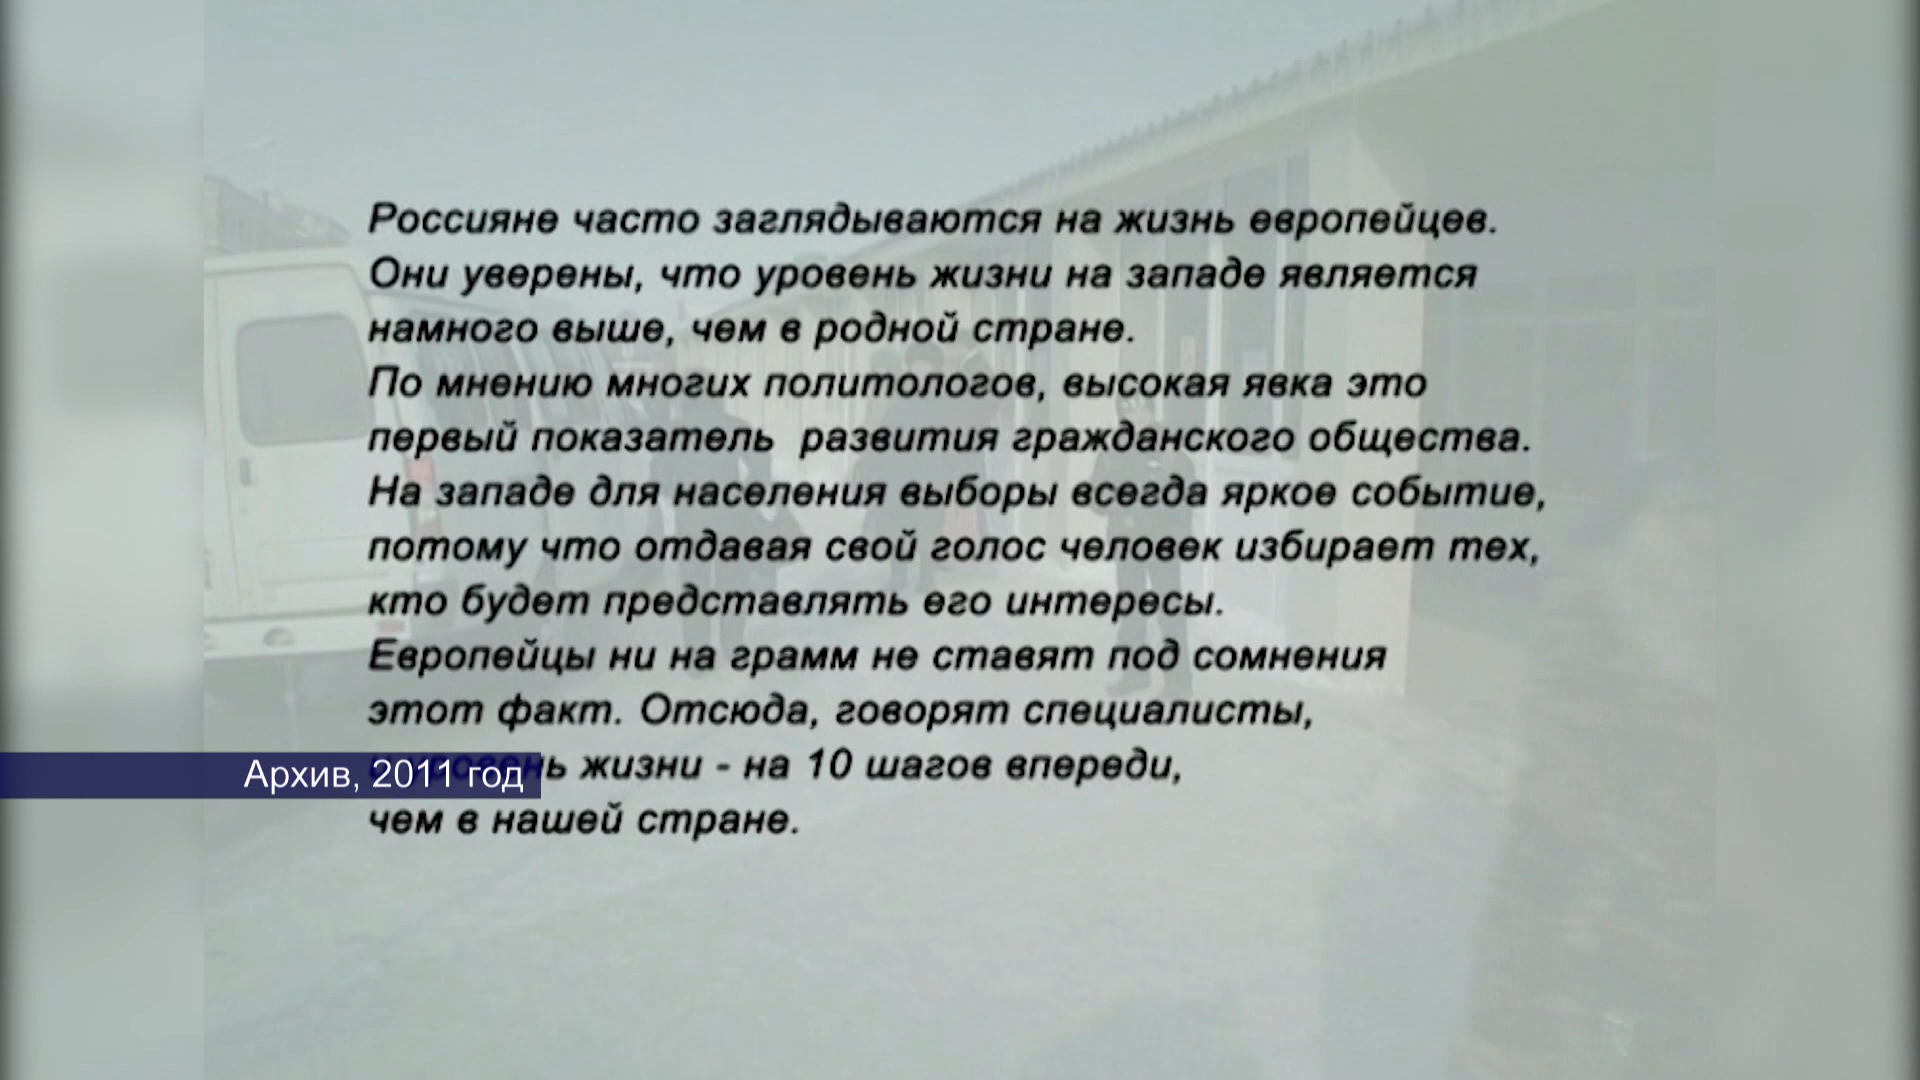 Россияне часто заглядываются на жизнь европейцев.
Они уверены, что уровень жизни на западе является
намного выше, чем в родной стране.
По мнению многих политологов, высокая явка это
первый показатель развития гражданского общества.
На западе для населения выборы всегда яркое событие,
потому что отдавая свой голос человек избирает тех,
кто будет представлять его интересы.
Европейцы ни на грамм не ставят под сомнения
этот факт. Отсюда, говорят специалисты,
уровень жизни - на 10 шагов впереди,
Архив, 2011 год
чем в нашей стране.